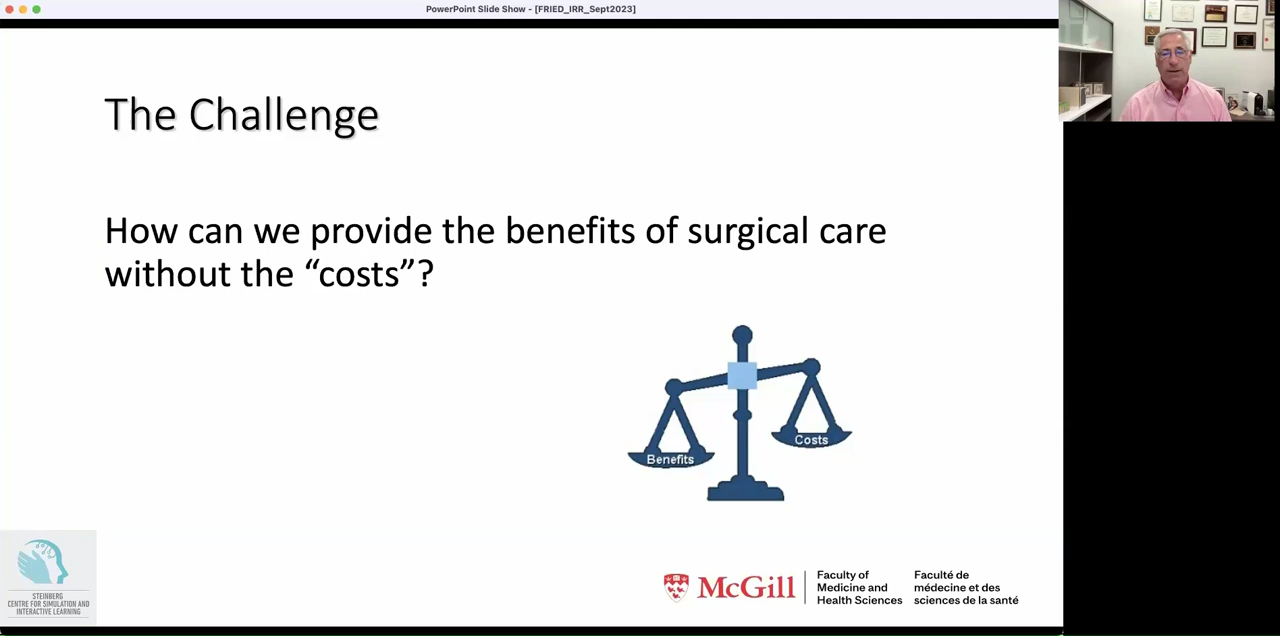 PowerPoint Slide Show - [FRIED_IRR_Sept2023]
The Challenge
How can we provide the benefits of surgical care
without the “costs”?
Benefits
Costs
STEINBERG
CENTRE FOR SIMULATION AND
INTERACTIVE LEARNING
McGill
Faculty of
Medicine and
Health Sciences
Faculté de
médecine et des
sciences de la santé